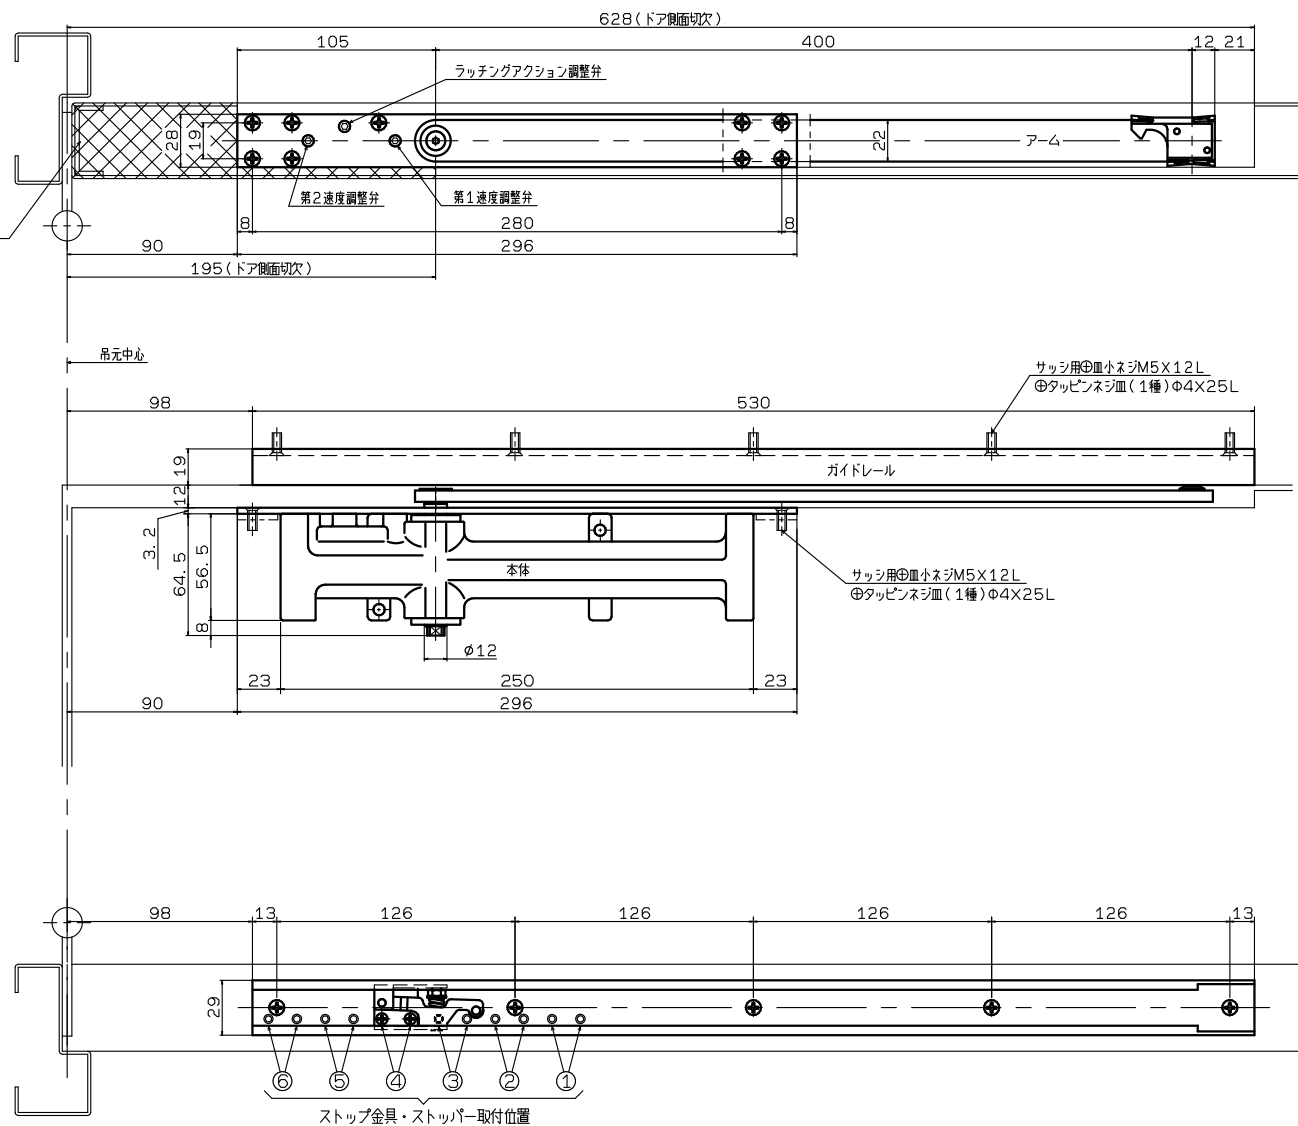 628(ドア側面切欠)
105
400
12
21
ラッチングアクション調整弁
28
19
22
アーム
第2速度調整弁
第1速度調整弁
8
280
8
90
296
195(ドア側面切欠)
吊元中心
サッシ用⊕皿小ネジM5X12L
⊕タッピンネジ皿(1種)Φ4X25L
98
530
19
ガイドレール
12
3.2
64.5
56.5
本体
サッシ用⊕皿小ネジM5X12L
⊕タッピンネジ皿(1種)Φ4X25L
8
φ12
23
250
23
90
296
98
13
126
126
126
126
13
29
⑥
⑤
④
③
②
①
ストップ金具・ストッパー取付位置